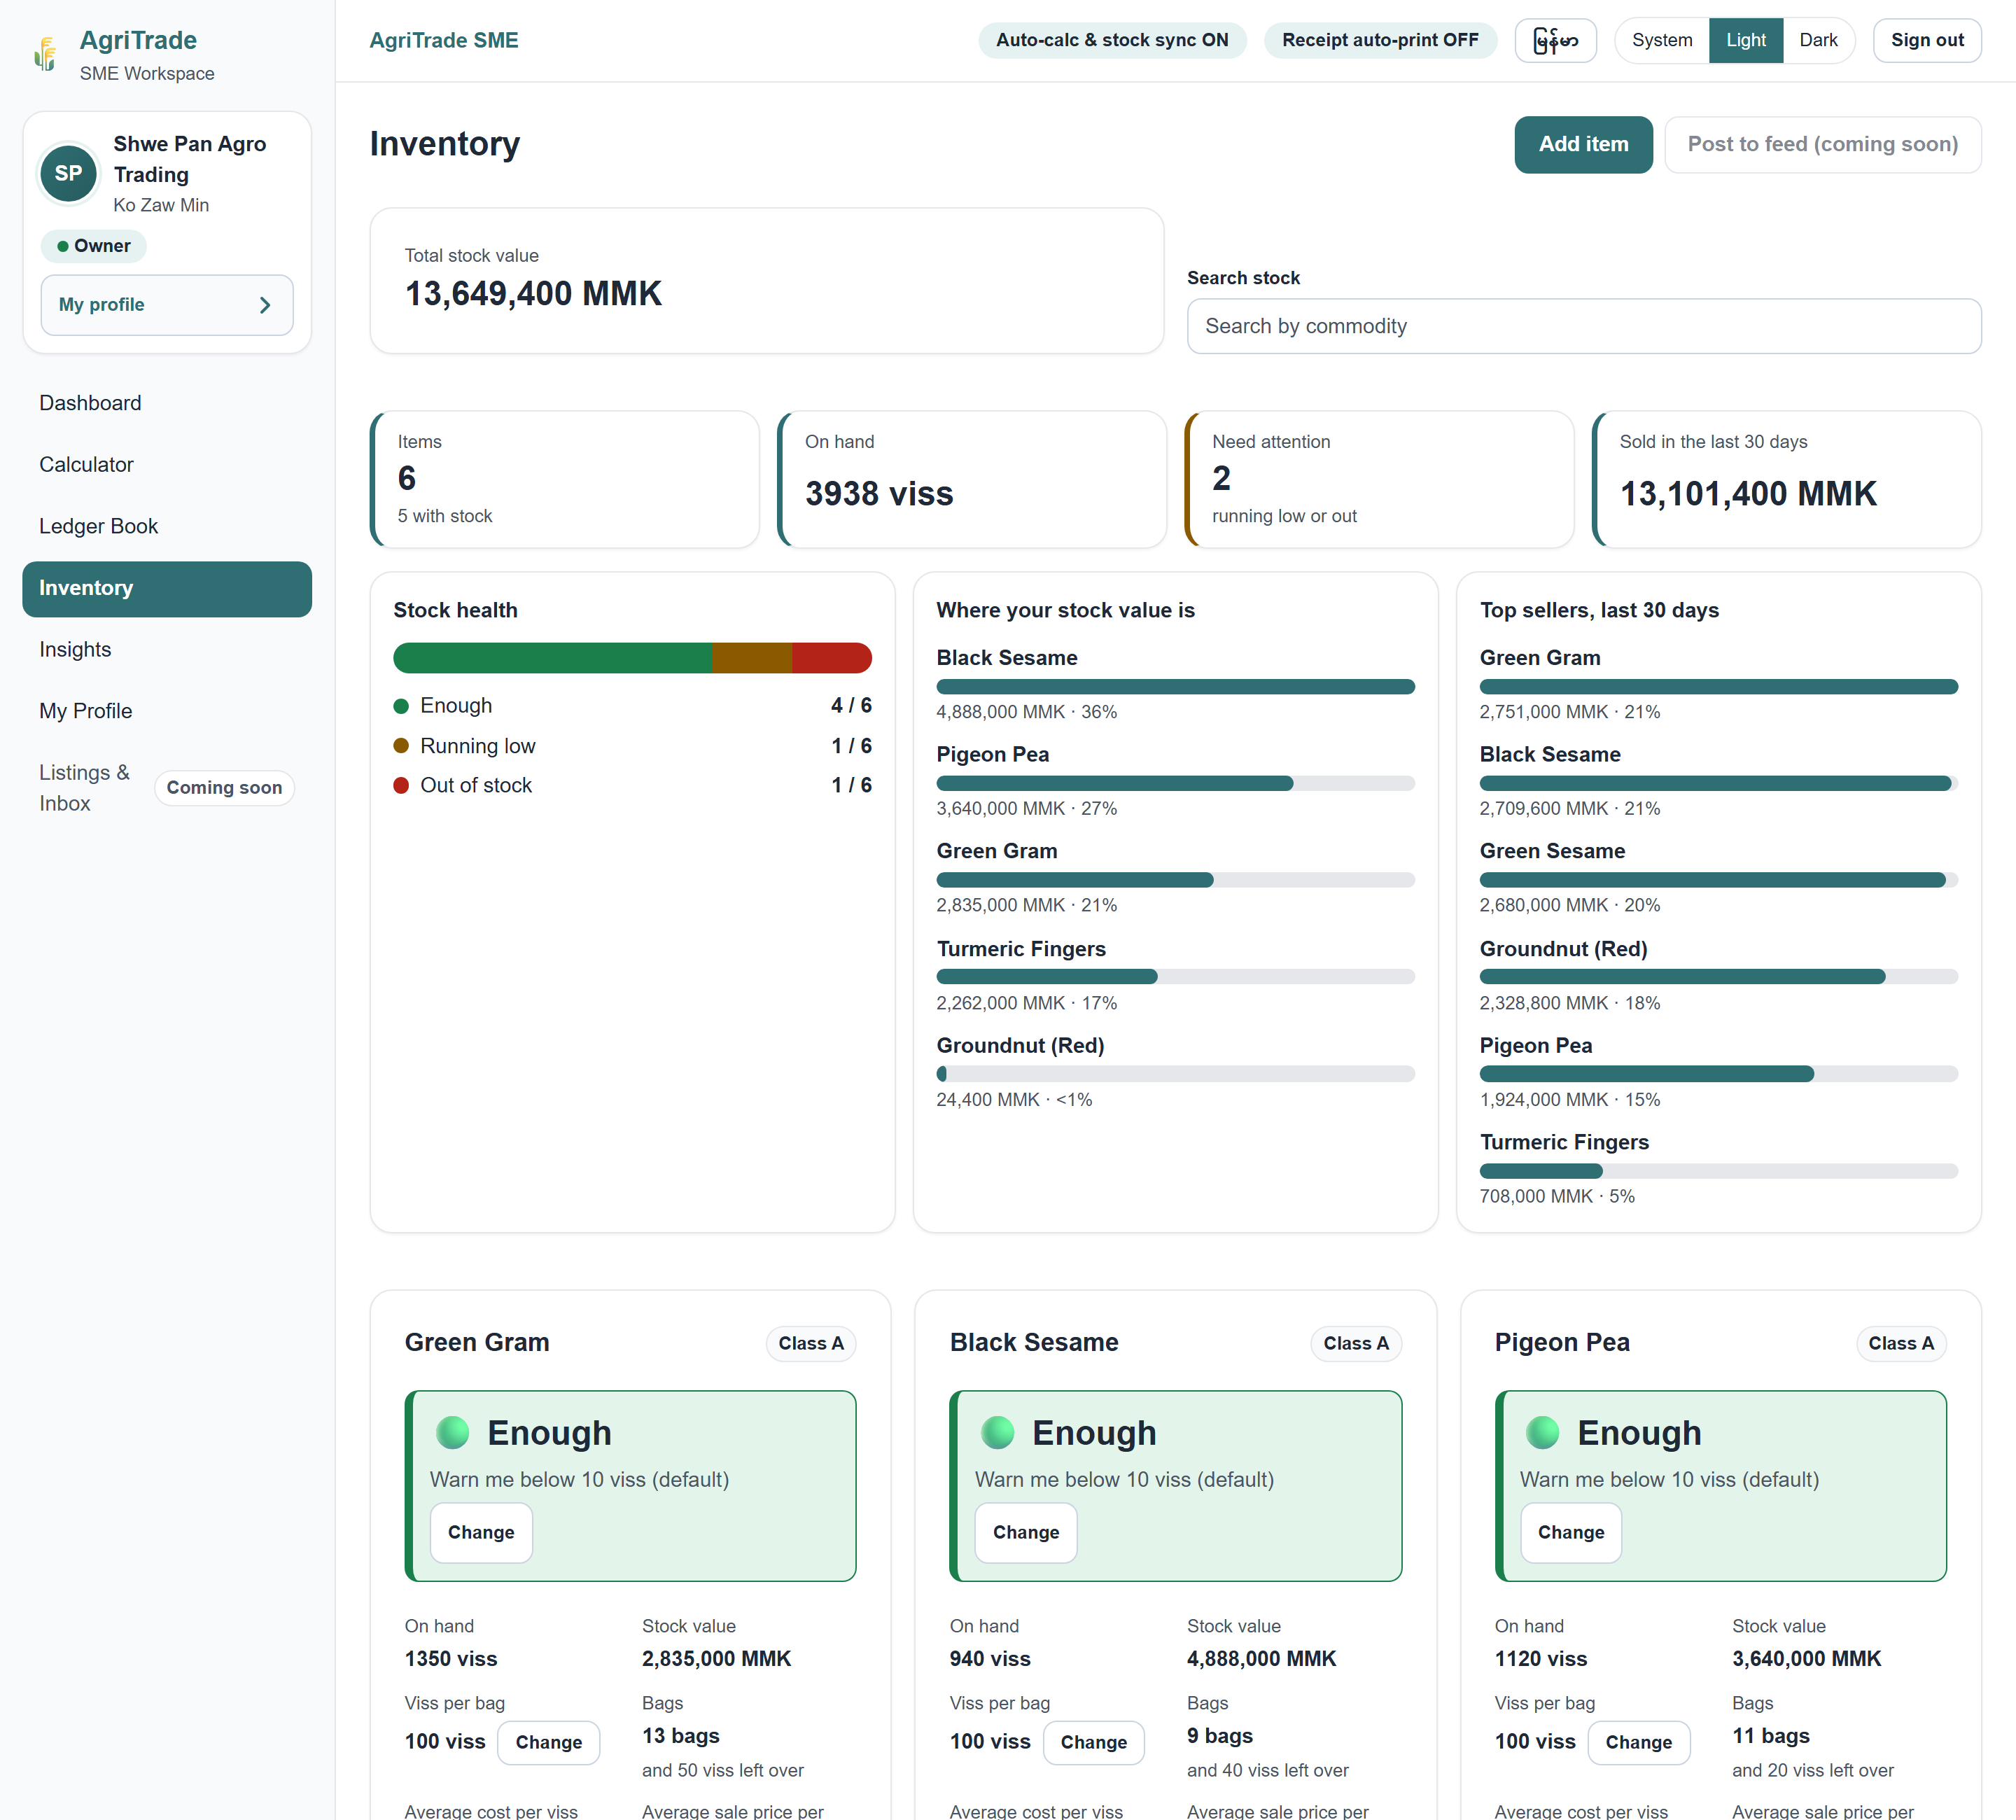 AgriTrade
SME Workspace
SP
Shwe Pan Agro
Trading
Ko Zaw Min
Owner
My profile
Dashboard
Calculator
Ledger Book
Inventory
Insights
My Profile
Listings &
Inbox
Coming soon
AgriTrade SME
Auto-calc & stock sync ON
Receipt auto-print OFF
မြန်မာ
System
Light
Dark
Sign out
Inventory
Add item
Post to feed (coming soon)
Total stock value
13,649,400 MMK
Search stock
Search by commodity
Items
6
5 with stock
On hand
3938 viss
Need attention
2
running low or out
Sold in the last 30 days
13,101,400 MMK
Stock health
Enough 4 / 6
Running low 1 / 6
Out of stock 1 / 6
Where your stock value is
Black Sesame
4,888,000 MMK · 36%
Pigeon Pea
3,640,000 MMK · 27%
Green Gram
2,835,000 MMK · 21%
Turmeric Fingers
2,262,000 MMK · 17%
Groundnut (Red)
24,400 MMK · <1%
Top sellers, last 30 days
Green Gram
2,751,000 MMK · 21%
Black Sesame
2,709,600 MMK · 21%
Green Sesame
2,680,000 MMK · 20%
Groundnut (Red)
2,328,800 MMK · 18%
Pigeon Pea
1,924,000 MMK · 15%
Turmeric Fingers
708,000 MMK · 5%
Green Gram
Class A
Enough
Warn me below 10 viss (default)
Change
On hand
1350 viss
Stock value
2,835,000 MMK
Viss per bag
100 viss
Change
Bags
13 bags
and 50 viss left over
Average cost per viss
Average sale price per
Black Sesame
Class A
Enough
Warn me below 10 viss (default)
Change
On hand
940 viss
Stock value
4,888,000 MMK
Viss per bag
100 viss
Change
Bags
9 bags
and 40 viss left over
Average cost per viss
Average sale price per
Pigeon Pea
Class A
Enough
Warn me below 10 viss (default)
Change
On hand
1120 viss
Stock value
3,640,000 MMK
Viss per bag
100 viss
Change
Bags
11 bags
and 20 viss left over
Average cost per viss
Average sale price per